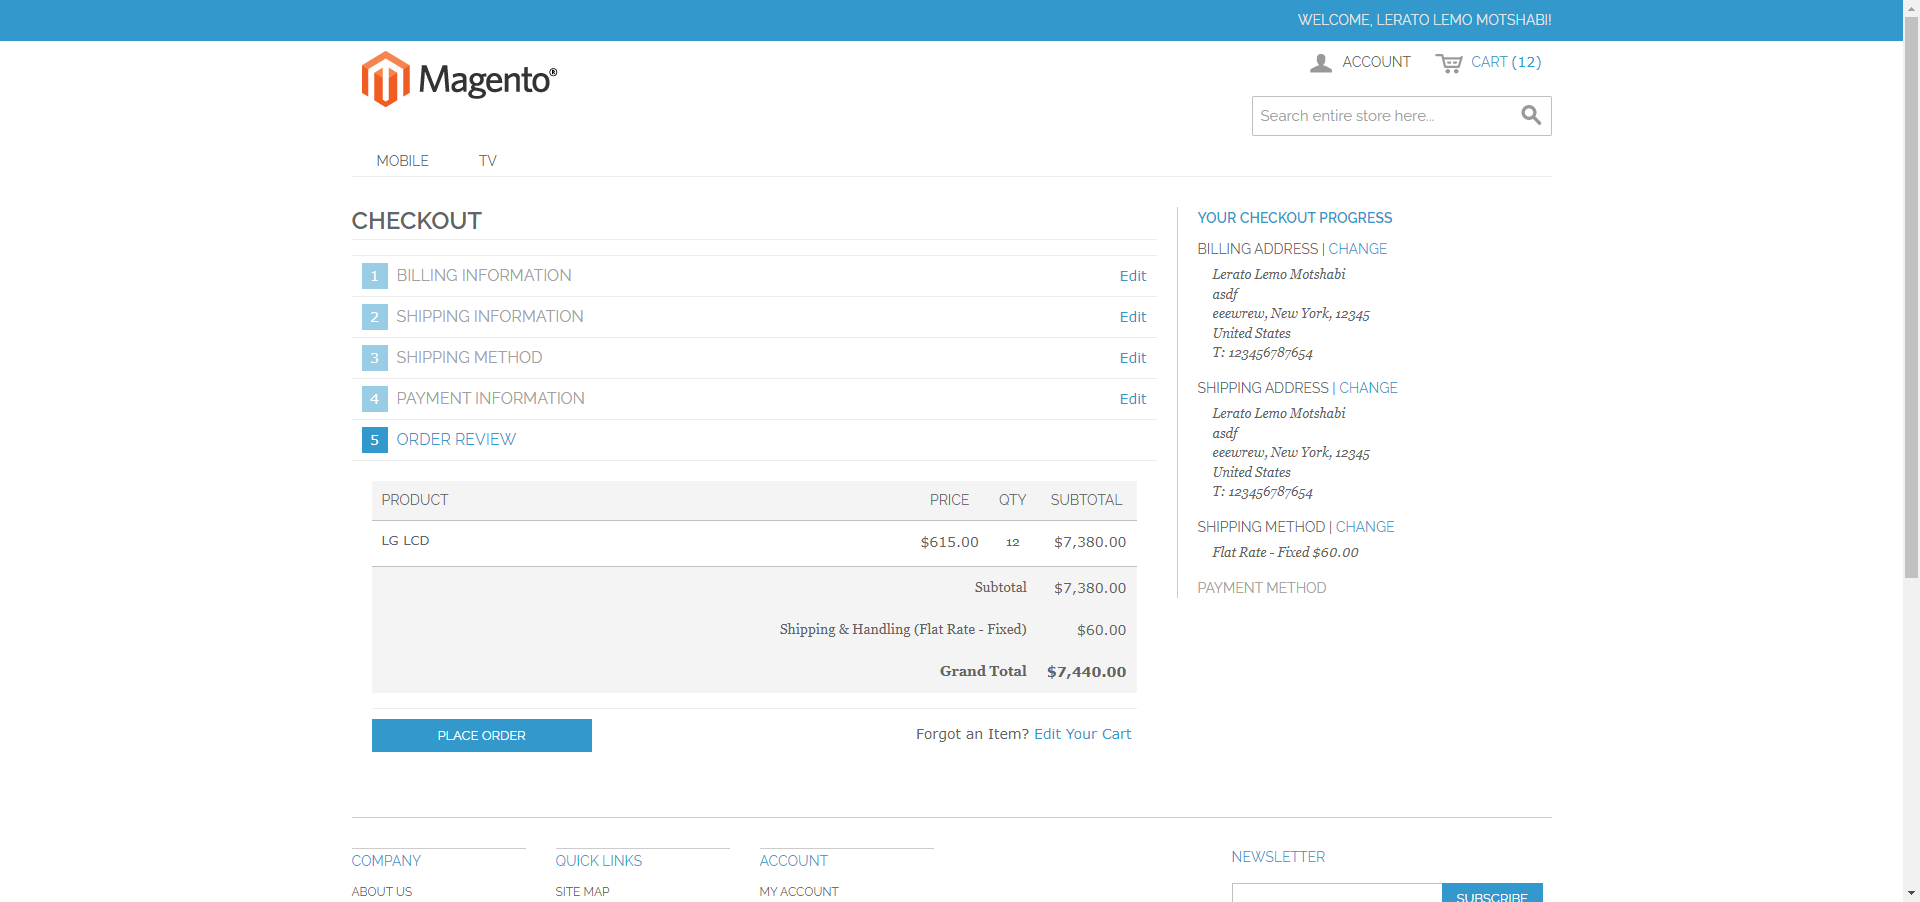 WELCOME, LERATO LEMO MOTSHABI!
Magento®
ACCOUNT
CART (12)
Search entire store here...
MOBILE
TV
CHECKOUT
1 BILLING INFORMATION Edit
2 SHIPPING INFORMATION Edit
3 SHIPPING METHOD Edit
4 PAYMENT INFORMATION Edit
5 ORDER REVIEW
PRODUCT PRICE QTY SUBTOTAL
LG LCD $615.00 12 $7,380.00
Subtotal $7,380.00
Shipping & Handling (Flat Rate - Fixed) $60.00
Grand Total $7,440.00
PLACE ORDER
Forgot an Item? Edit Your Cart
YOUR CHECKOUT PROGRESS
BILLING ADDRESS | CHANGE
Lerato Lemo Motshabi
asdf
eeewrew, New York, 12345
United States
T: 123456787654
SHIPPING ADDRESS | CHANGE
Lerato Lemo Motshabi
asdf
eeewrew, New York, 12345
United States
T: 123456787654
SHIPPING METHOD | CHANGE
Flat Rate - Fixed $60.00
PAYMENT METHOD
COMPANY
ABOUT US
QUICK LINKS
SITE MAP
ACCOUNT
MY ACCOUNT
NEWSLETTER
SUBSCRIBE